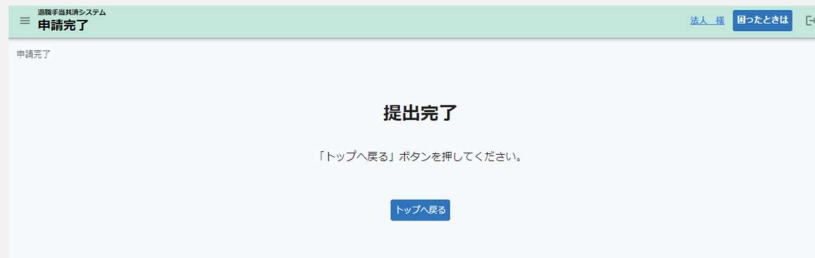 退職手当共済システム
申請完了
法人 様
困ったときは
申請完了
提出完了
「トップへ戻る」ボタンを押してください。
トップへ戻る